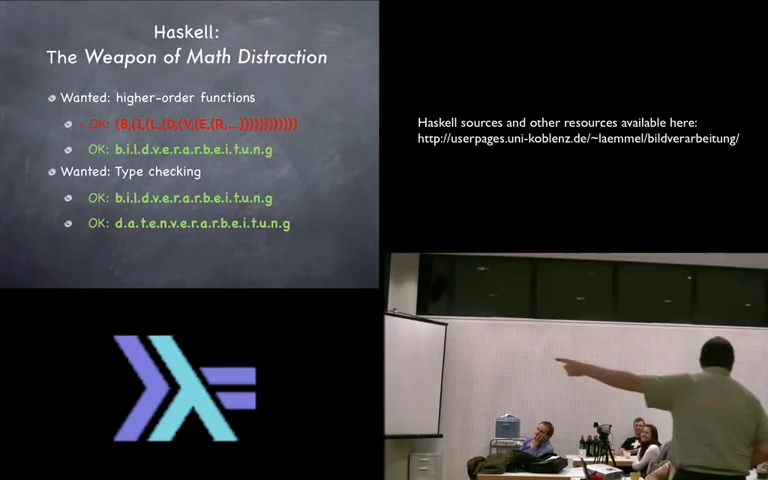 Haskell:
The Weapon of Math Distraction
Wanted: higher-order functions
OK: (B,(I,(L,(D,(V,(E,(R,...))))))))))))
OK: b.i.l.d.v.e.r.a.r.b.e.i.t.u.n.g
Wanted: Type checking
OK: b.i.l.d.v.e.r.a.r.b.e.i.t.u.n.g
OK: d.a.t.e.n.v.e.r.a.r.b.e.i.t.u.n.g
Haskell sources and other resources available here:
http://userpages.uni-koblenz.de/~laemmel/bildverarbeitung/